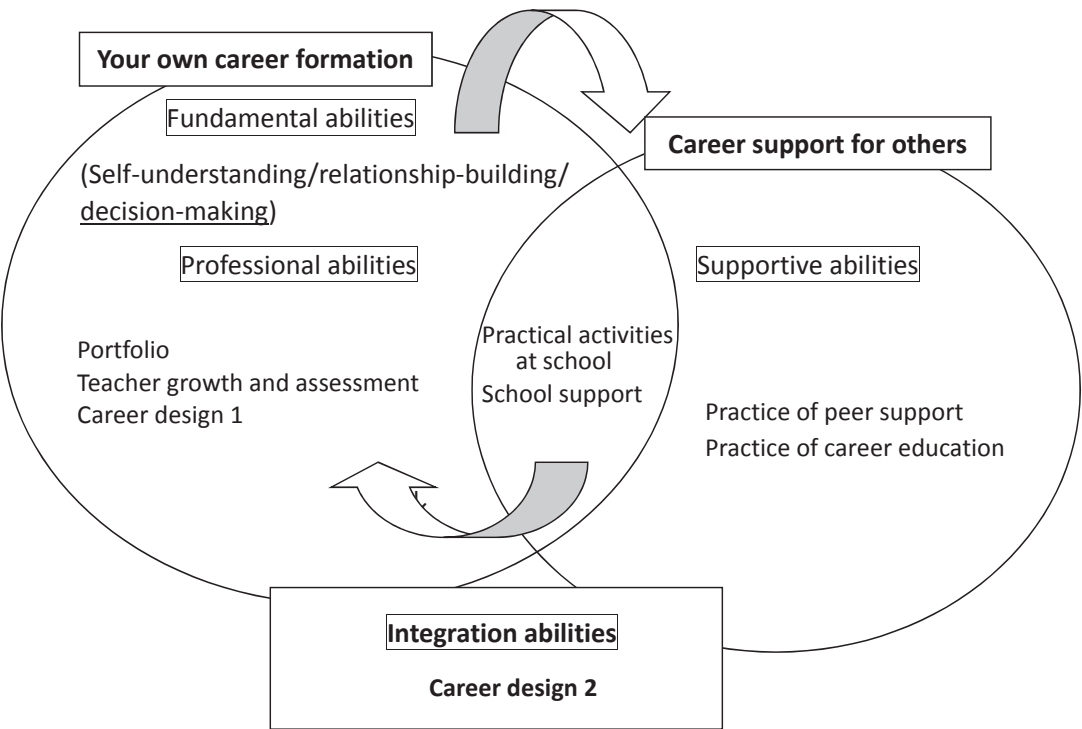 Your own career formation
Fundamental abilities
(Self-understanding/relationship-building/
decision-making)
Professional abilities
Portfolio
Teacher growth and assessment
Career design 1
Practical activities
at school
School support
Career support for others
Supportive abilities
Practice of peer support
Practice of career education
Integration abilities
Career design 2